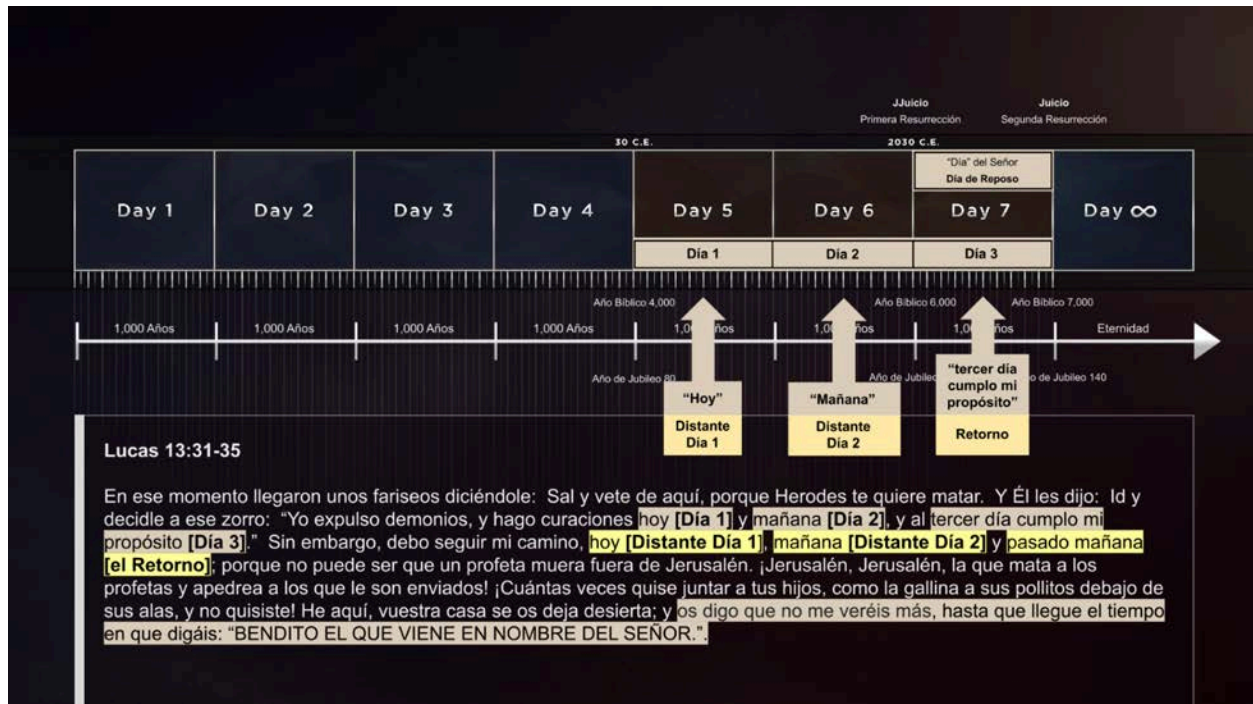 JJuicio
Primera Resurrección
Juicio
Segunda Resurrección
30 C.E.
2030 C.E.
Day 1
Day 2
Day 3
Day 4
Day 5
Day 6
"Día" del Señor
Día de Reposo
Day 7
Day ∞
Día 1
Día 2
Día 3
Año Bíblico 4,000
Año Bíblico 6,000
Año Bíblico 7,000
1,000 Años
1,000 Años
1,000 Años
1,000 Años
Eternidad
Año de Jubileo 80
Año de Jubileo
de Jubileo 140
"Hoy"
Distante
Día 1
"Mañana"
Distante
Día 2
"tercer día
cumplo mi
propósito"
Retorno
Lucas 13:31-35
En ese momento llegaron unos fariseos diciéndole: Sal y vete de aquí, porque Herodes te quiere matar. Y Él les dijo: Id y
decidle a ese zorro: “Yo expulso demonios, y hago curaciones hoy [Día 1] y mañana [Día 2], y al tercer día cumplo mi
propósito [Día 3].” Sin embargo, debo seguir mi camino, hoy [Distante Día 1], mañana [Distante Día 2] y pasado mañana
[el Retorno]; porque no puede ser que un profeta muera fuera de Jerusalén. ¡Jerusalén, Jerusalén, la que mata a los
profetas y apedrea a los que le son enviados! ¡Cuántas veces quise juntar a tus hijos, como la gallina a sus pollitos debajo de
sus alas, y no quisiste! He aquí, vuestra casa se os deja desierta; y os digo que no me veréis más, hasta que llegue el tiempo
en que digáis: “BENDITO EL QUE VIENE EN NOMBRE DEL SEÑOR.”.